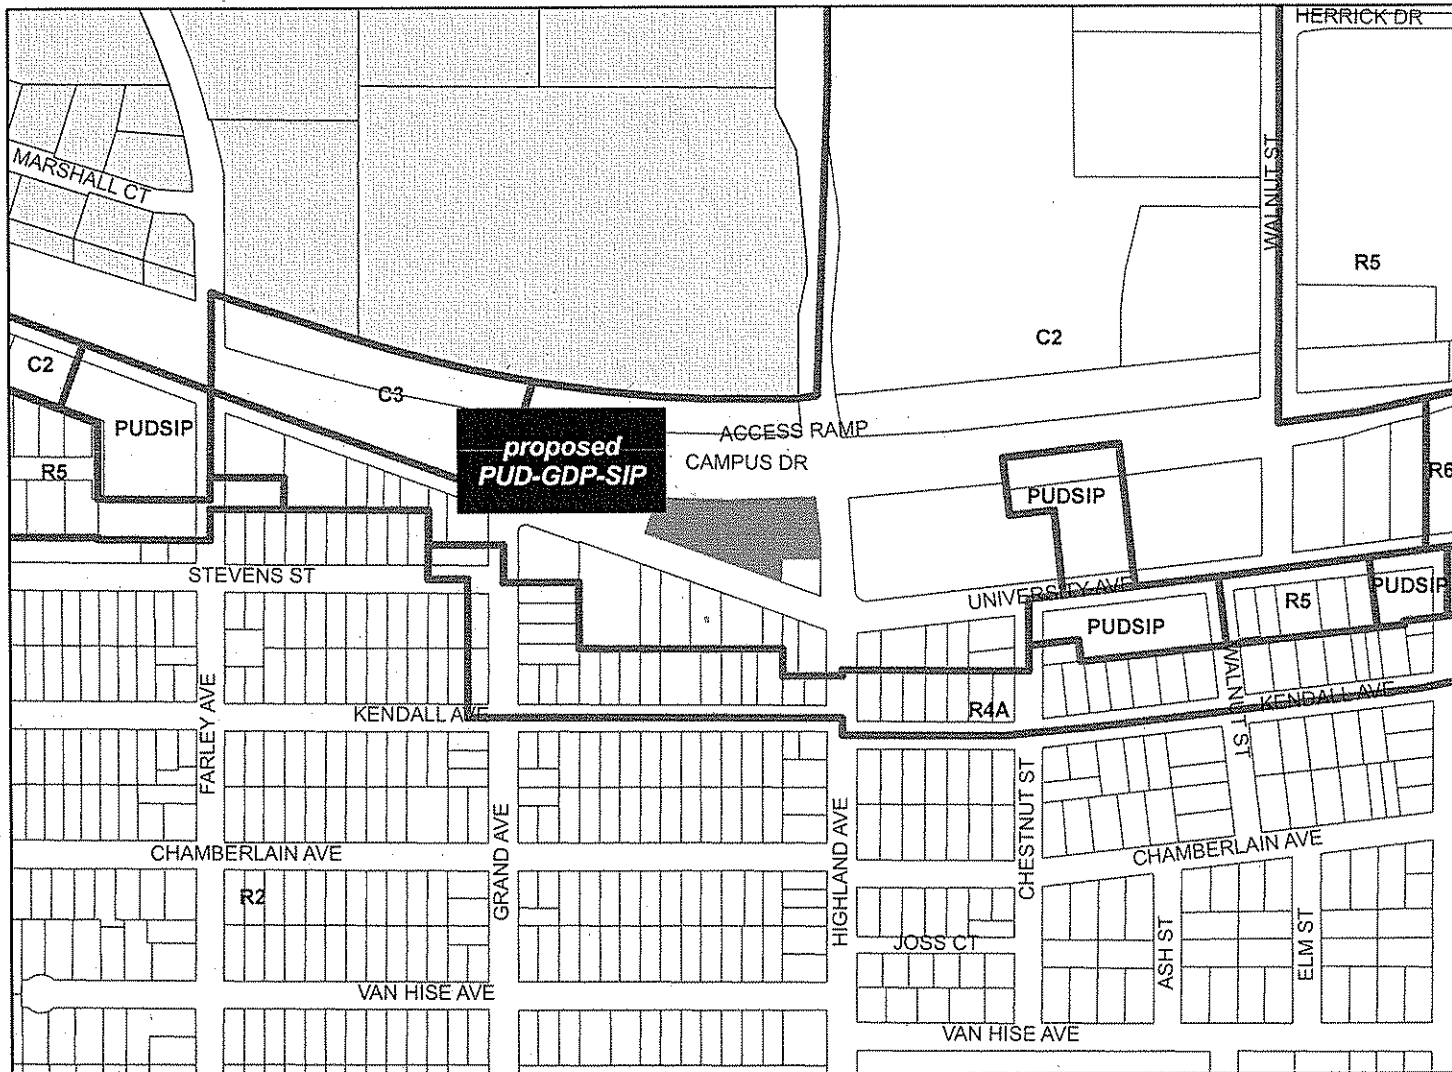 HERRICK DR
MARSHALL CT
WALNUT ST
R5
C2
C2
C3
PUDSIP
R5
proposed
PUD-GDP-SIP
ACCESS RAMP
CAMPUS DR
PUDSIP
R6
STEVENS ST
UNIVERSITY AVE
PUDSIP
R5
PUDSIP
FARLEY AVE
KENDALL AVE
R4A
WALNUT ST
KENDALL AVE
CHAMBERLAIN AVE
GRAND AVE
HIGHLAND AVE
CHESTNUT ST
CHAMBERLAIN AVE
R2
JOSS CT
ASH ST
ELM ST
VAN HISE AVE
VAN HISE AVE